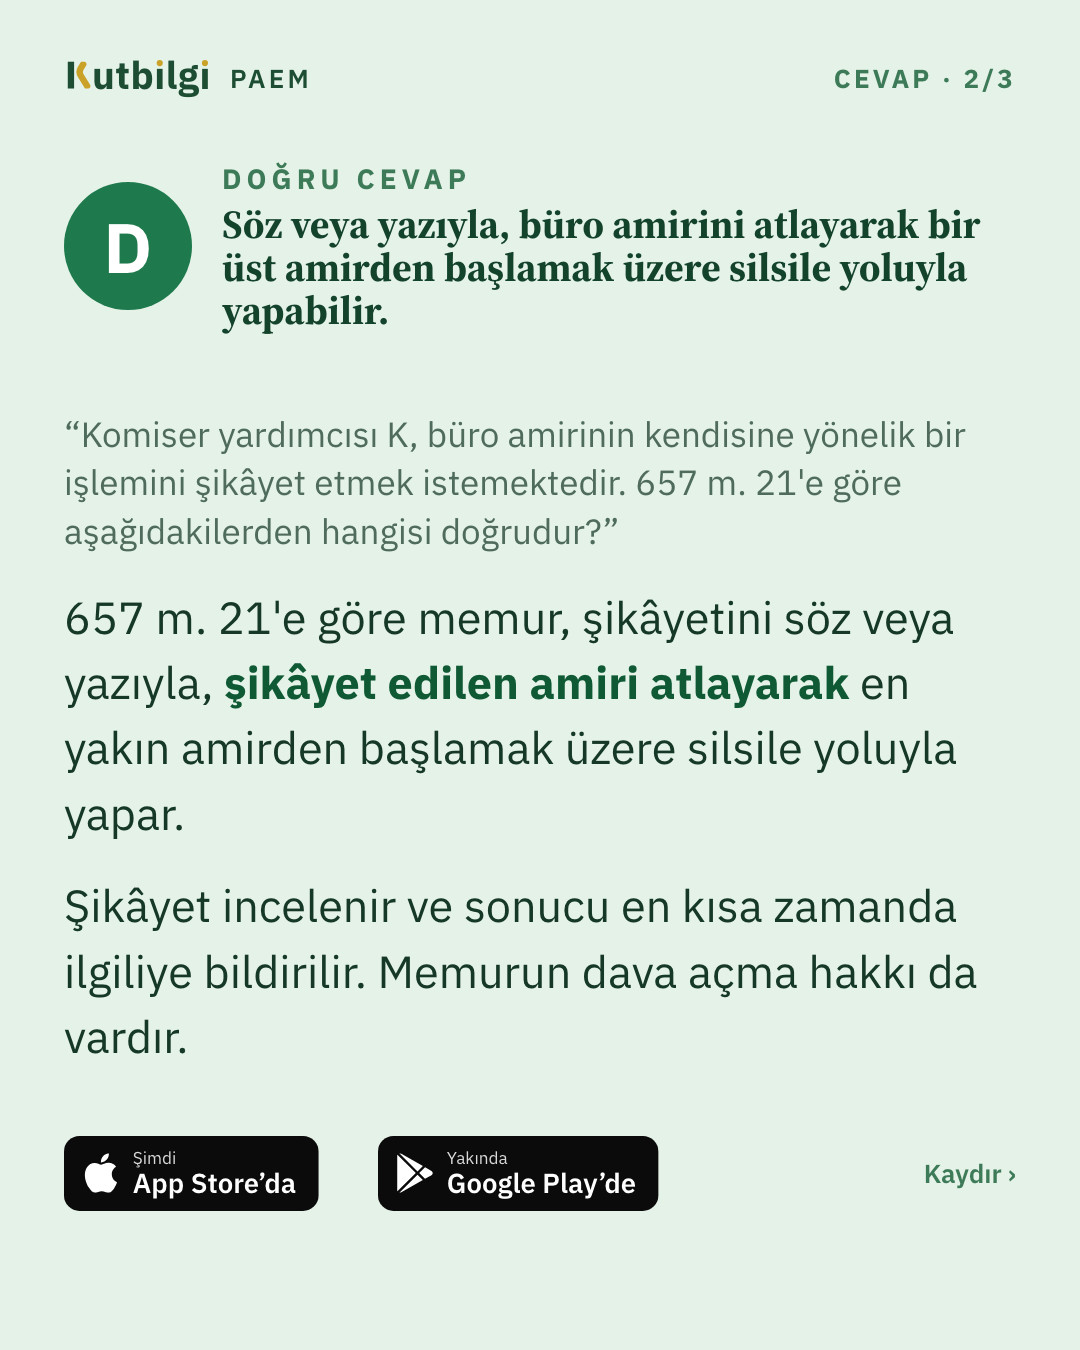 Kutbilgi PAEM
CEVAP · 2/3
D
DOĞRU CEVAP
Söz veya yazıyla, büro amirini atlayarak bir
üst amirden başlamak üzere silsile yoluyla
yapabilir.
“Komiser yardımcısı K, büro amirinin kendisine yönelik bir
işlemini şikâyet etmek istemektedir. 657 m. 21'e göre
aşağıdakilerden hangisi doğrudur?”
657 m. 21'e göre memur, şikâyetini söz veya
yazıyla, şikâyet edilen amiri atlayarak en
yakın amirden başlamak üzere silsile yoluyla
yapar.
Şikâyet incelenir ve sonucu en kısa zamanda
ilgiliye bildirilir. Memurun dava açma hakkı da
vardır.
Şimdi
App Store’da
Yakında
Google Play’de
Kaydır ›